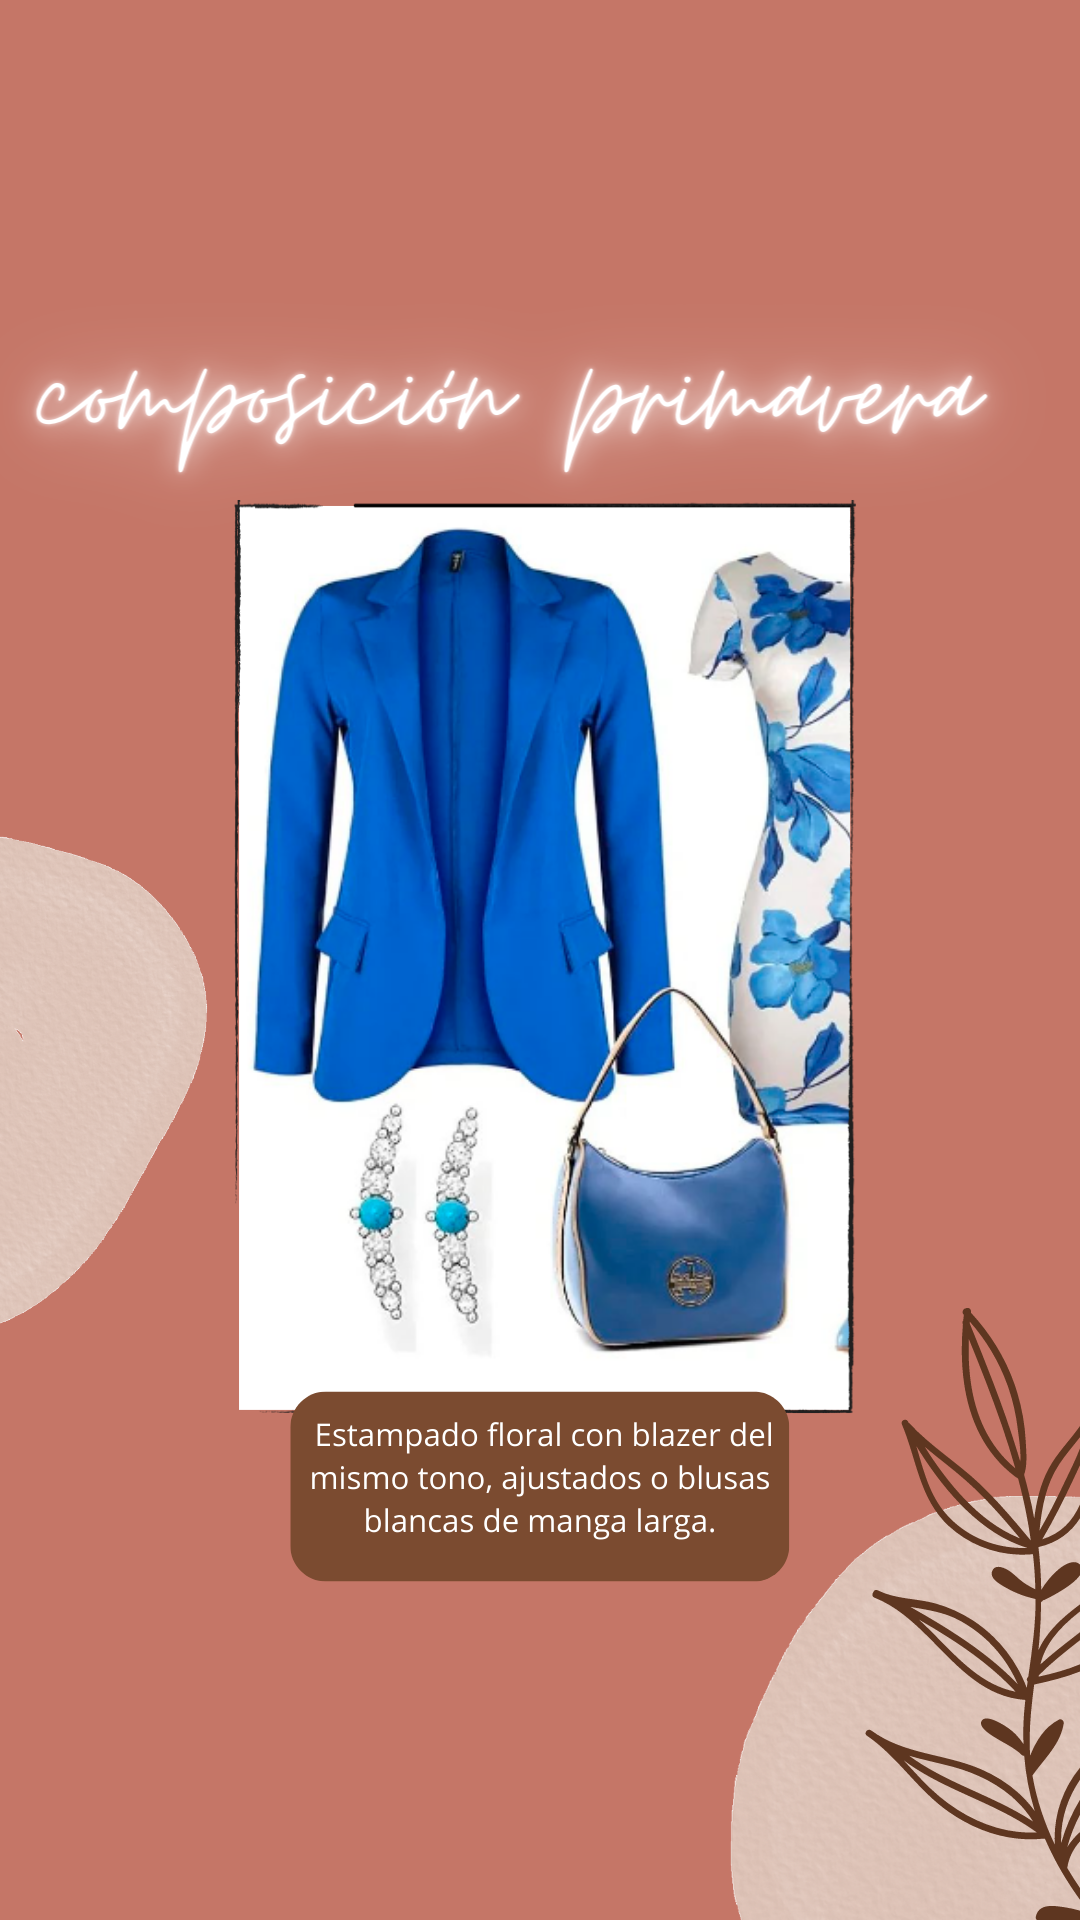 composición primavera
Estampado floral con blazer del
mismo tono, ajustados o blusas
blancas de manga larga.